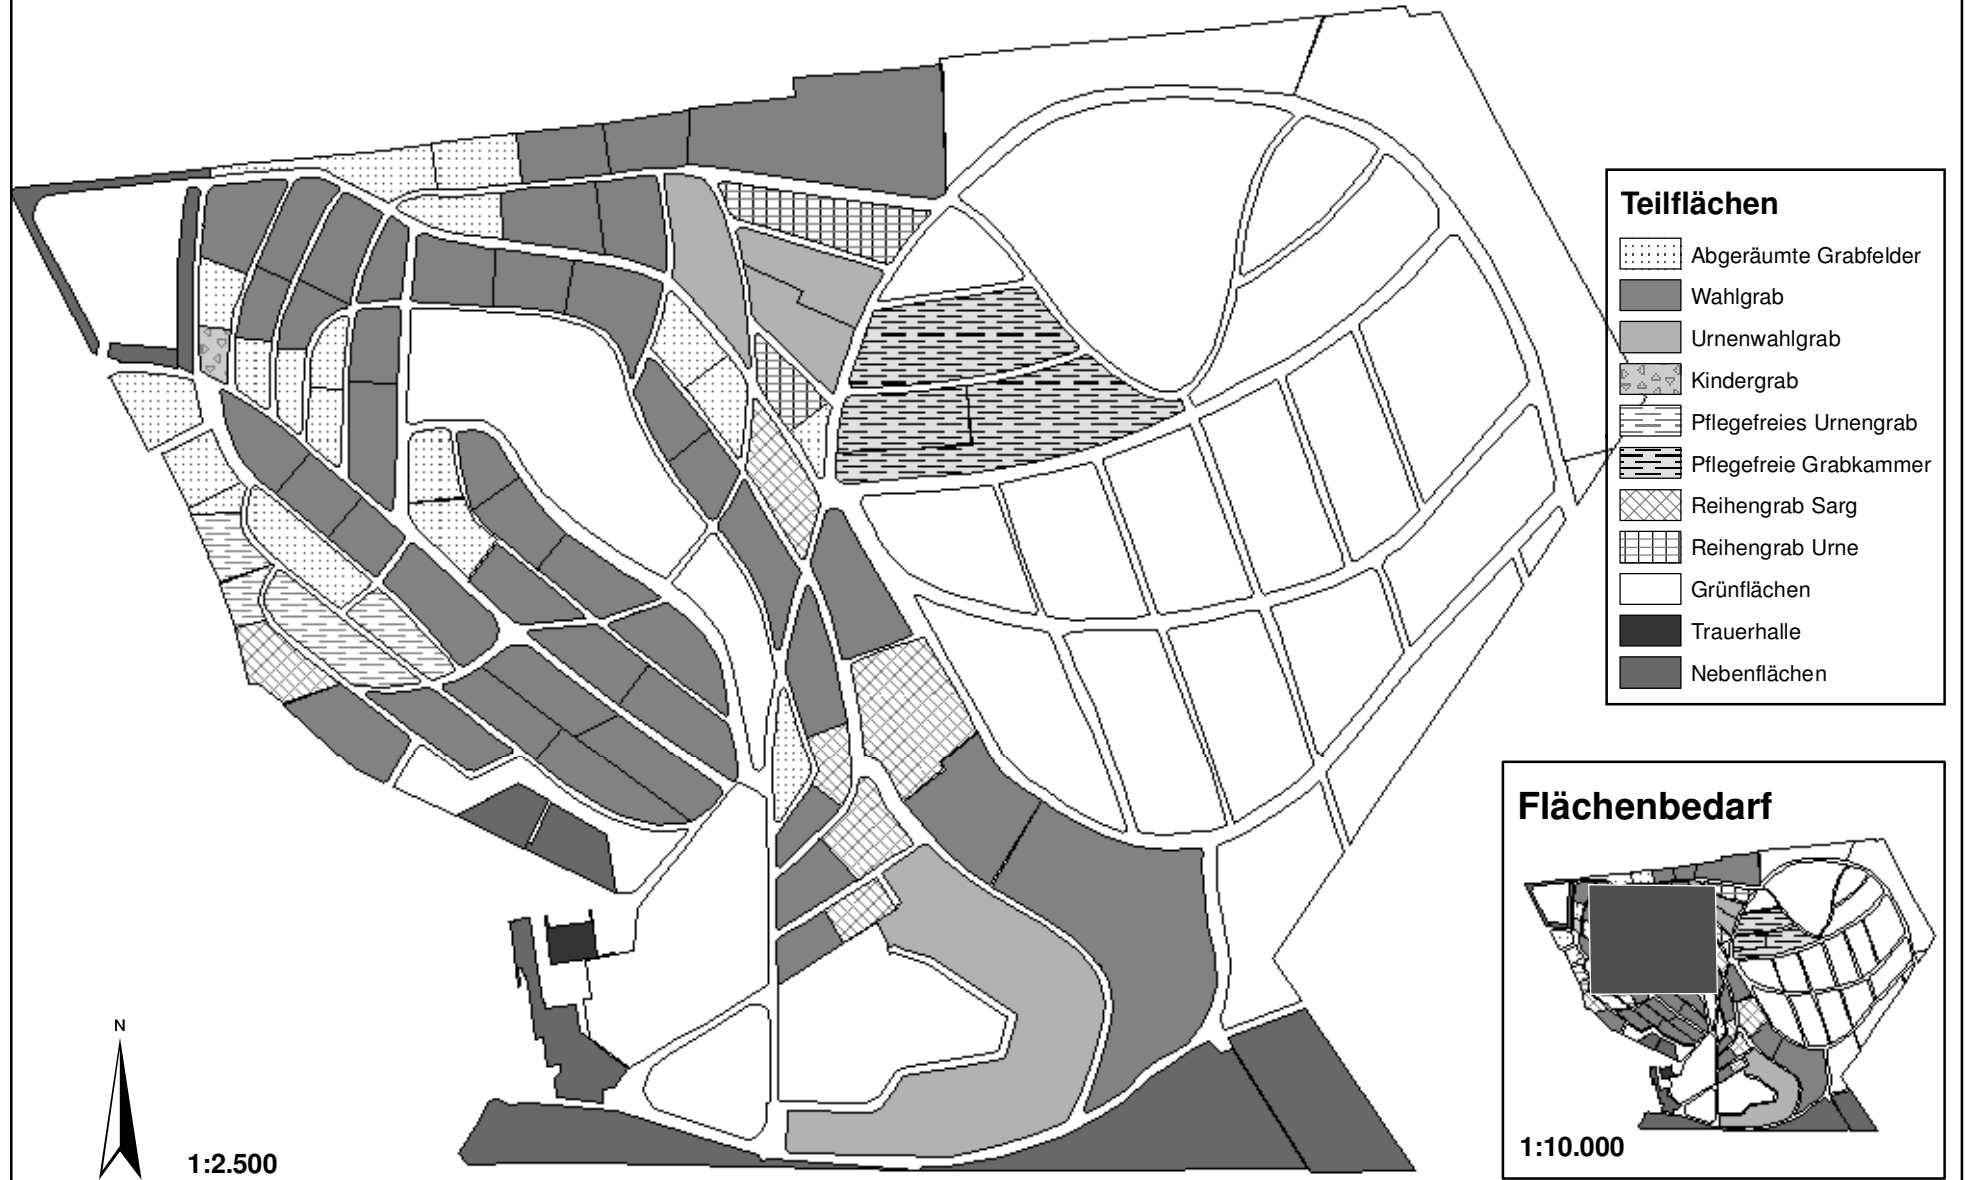 Teilflächen
Abgeräumte Grabfelder
Wahlgrab
Urnenwahlgrab
Kindergrab
Pflegefreies Urnengrab
Pflegefreie Grabkammer
Reihengrab Sarg
Reihengrab Urne
Grünflächen
Trauerhalle
Nebenflächen
Flächenbedarf
1:10.000
N
1:2.500